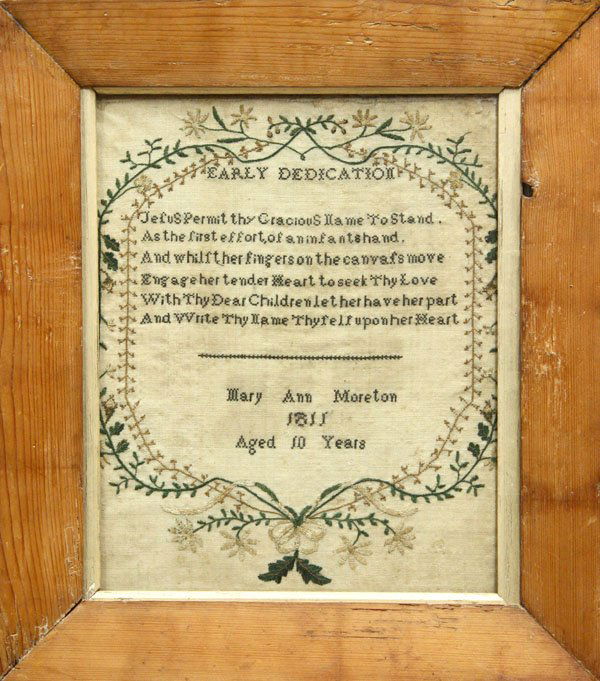 EARLY DEDICATION
JeſuS Permit thy GraciouS Name To Stand.
As the first effort, of an infants hand.
And whilſt her fingers on the canvaſs move
Engage her tender Heart to seek Thy Love
With Thy Dear Children let her have her part
And Write Thy Name Thyſelf upon her Heart
Mary Ann Moreton
1811
Aged 10 Years